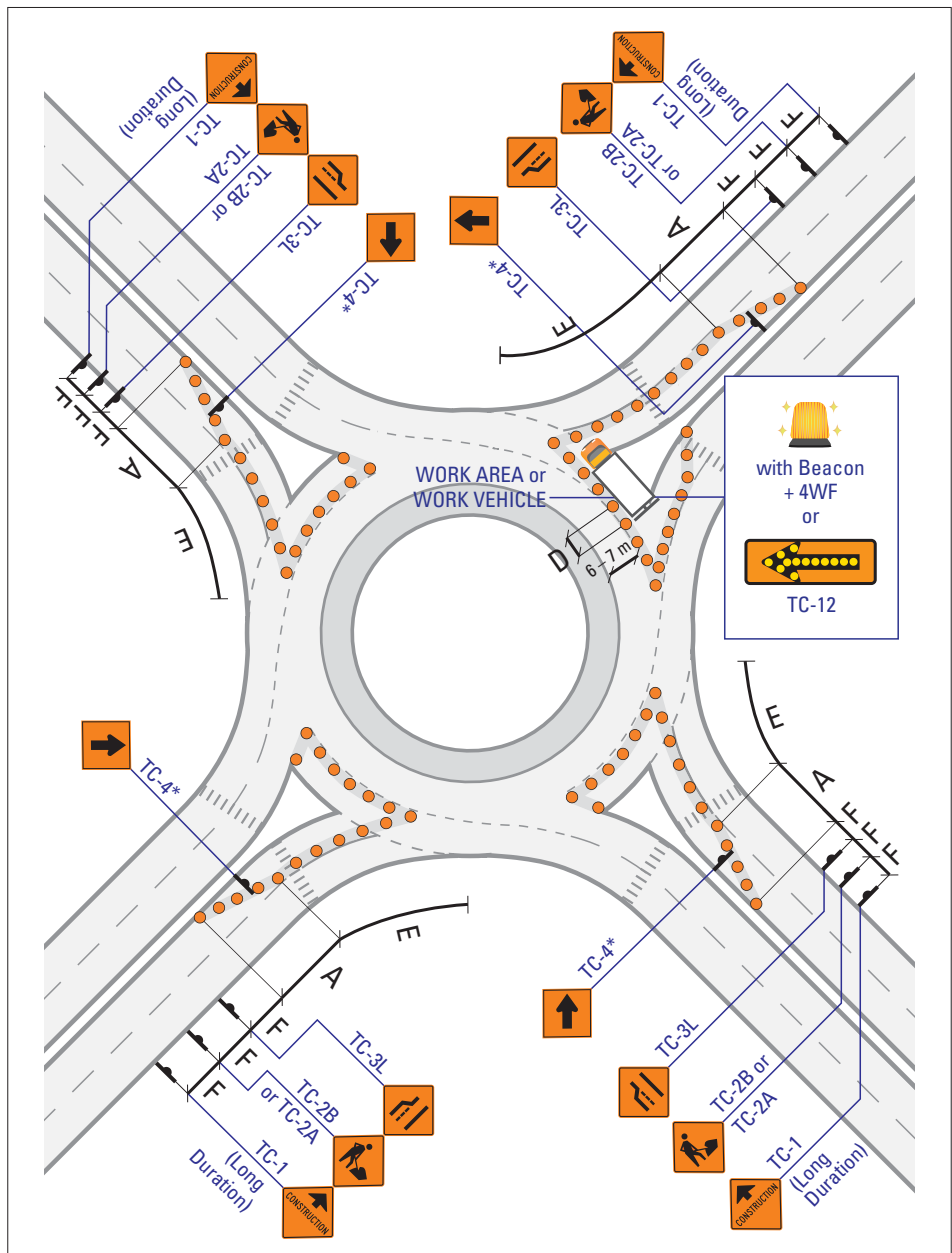 CONSTRUCTION
TC-1
(Long
Duration)
TC-2B or
TC-2A
TC-3L
TC-4*
F
F
F
A
E
CONSTRUCTION
TC-1
(Long
Duration)
TC-2B
or TC-2A
TC-3L
TC-4*
F
F
F
A
E
WORK AREA or
WORK VEHICLE
D
6 – 7 m
with Beacon
+ 4WF
or
TC-12
TC-4*
E
A
F
F
F
TC-3L
TC-2B
or TC-2A
TC-1
(Long
Duration)
CONSTRUCTION
E
A
F
F
F
TC-4*
TC-3L
TC-2B or
TC-2A
TC-1
(Long
Duration)
CONSTRUCTION